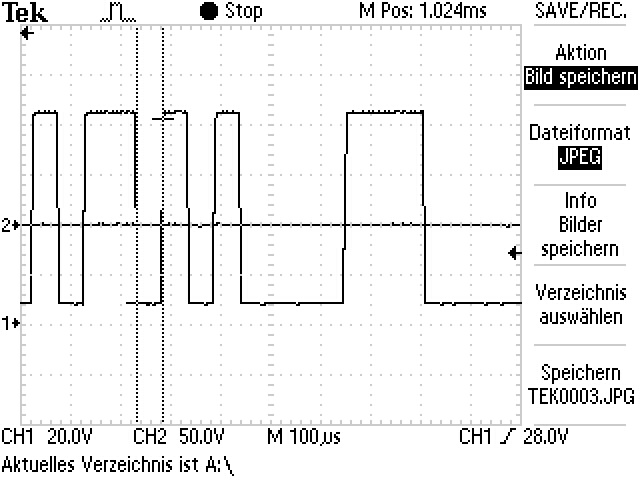 Tek Stop M Pos: 1.024ms SAVE/REC.
Aktion
Bild speichern
Dateiformat
JPEG
Info
Bilder
speichern
2
Verzeichnis
auswählen
1
Speichern
TEK0003.JPG
CH1 20.0V CH2 50.0V M 100µs CH1 28.0V
Aktuelles Verzeichnis ist A:\